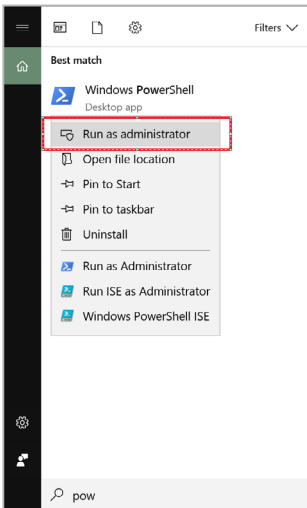 Filters
Best match
Windows PowerShell
Desktop app
Run as administrator
Open file location
Pin to Start
Pin to taskbar
Uninstall
Run as Administrator
Run ISE as Administrator
Windows PowerShell ISE
pow